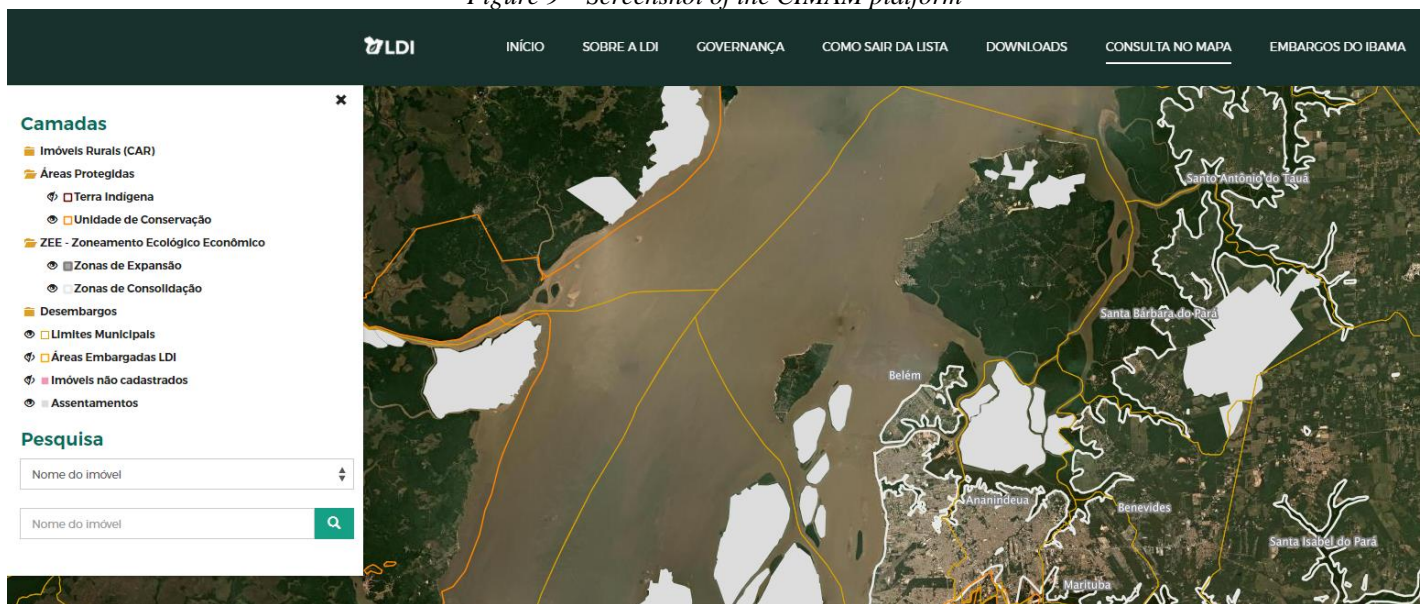 Figure 9 – Screenshot of the CIMAM platform
LDI INÍCIO SOBRE A LDI GOVERNANÇA COMO SAIR DA LISTA DOWNLOADS CONSULTA NO MAPA EMBARGOS DO IBAMA
Camadas
Imóveis Rurais (CAR)
Áreas Protegidas
Terra Indígena
Unidade de Conservação
ZEE - Zoneamento Ecológico Econômico
Zonas de Expansão
Zonas de Consolidação
Desembargos
Limites Municipais
Áreas Embargadas LDI
Imóveis não cadastrados
Assentamentos
Pesquisa
Nome do imóvel
Nome do imóvel
Santo Antônio do Tauá
Santa Bárbara do Pará
Belém
Ananindeua
Benevides
Santa Isabel do Pará
Marituba